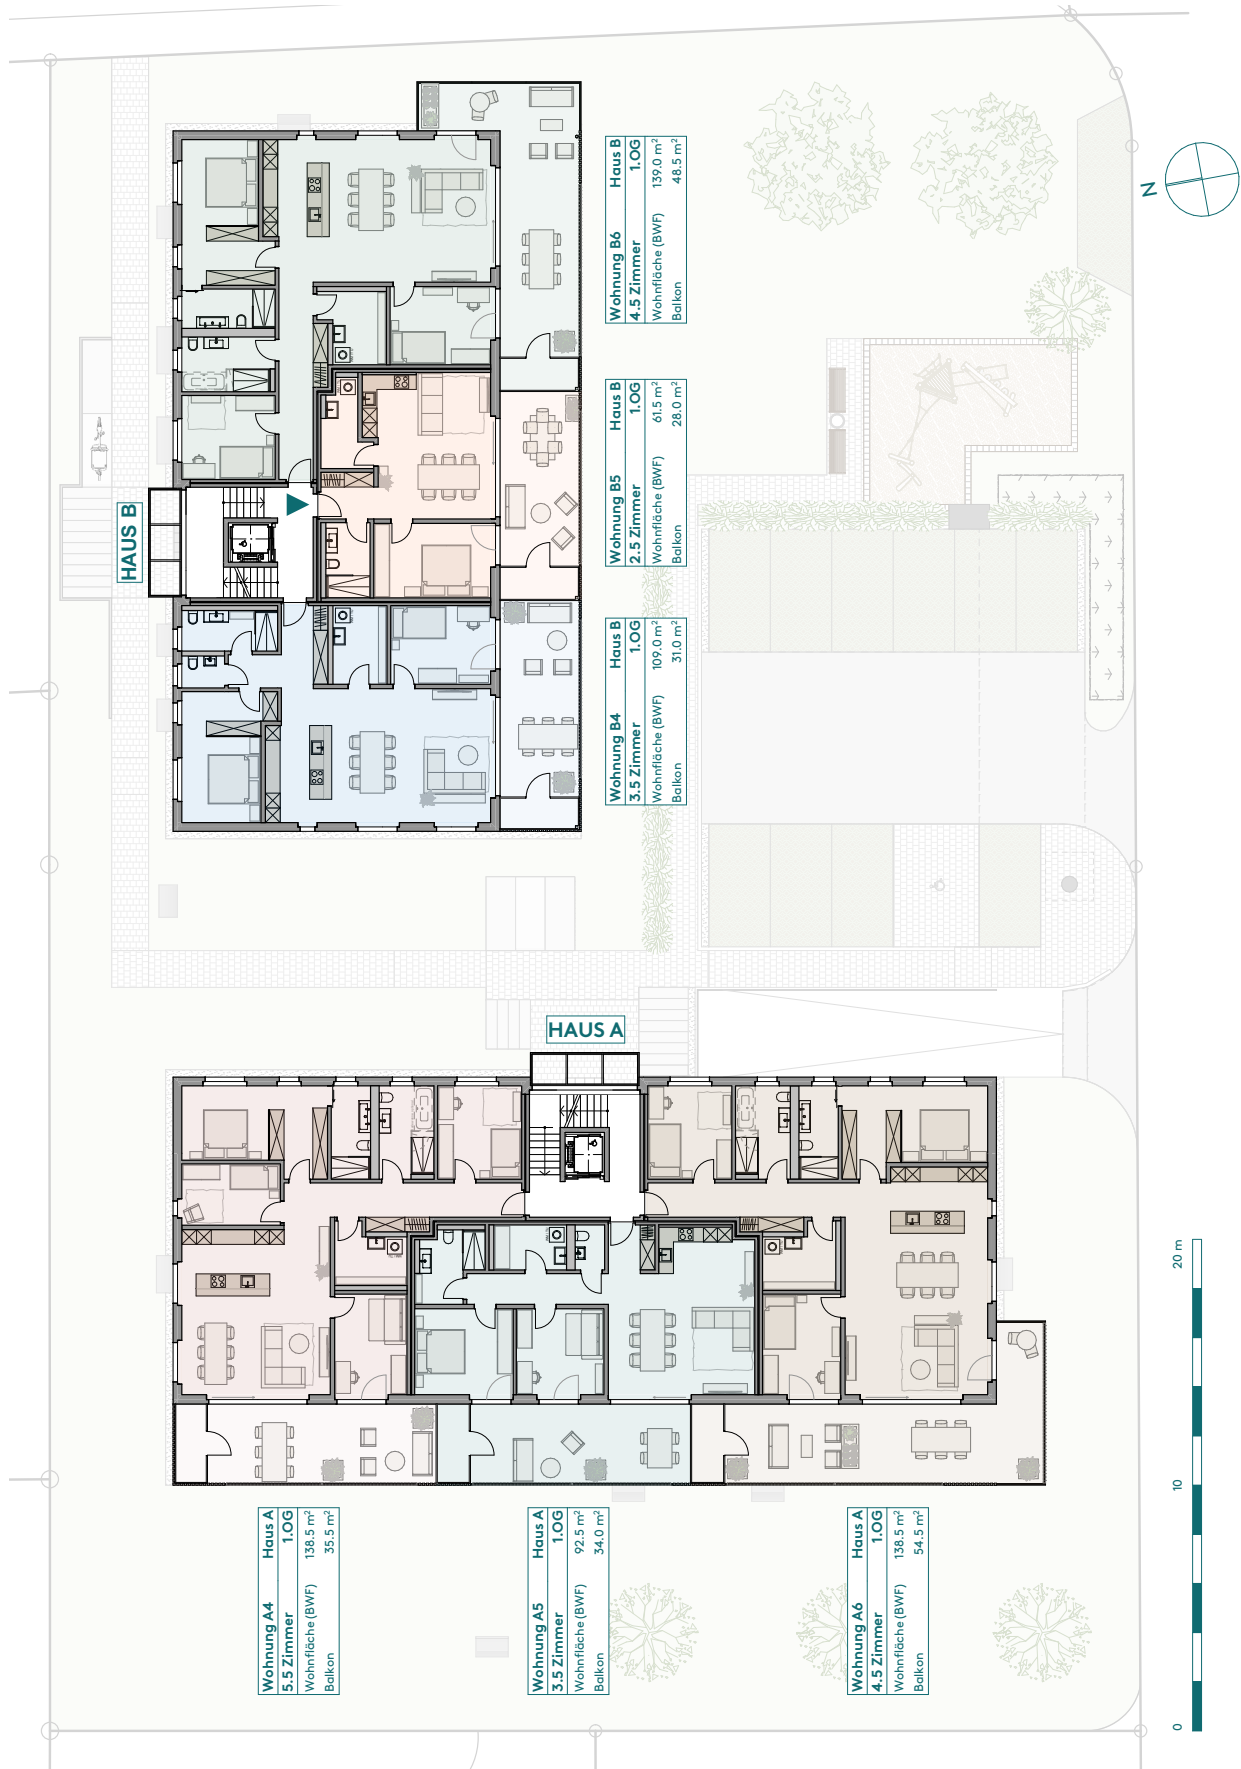 N
HAUS B
Wohnung B6 Haus B
4.5 Zimmer 1.OG
Wohnfläche (BWF) 139.0 m²
Balkon 48.5 m²
Wohnung B5 Haus B
2.5 Zimmer 1.OG
Wohnfläche (BWF) 61.5 m²
Balkon 28.0 m²
Wohnung B4 Haus B
3.5 Zimmer 1.OG
Wohnfläche (BWF) 109.0 m²
Balkon 31.0 m²
HAUS A
Wohnung A4 Haus A
5.5 Zimmer 1.OG
Wohnfläche (BWF) 138.5 m²
Balkon 35.5 m²
Wohnung A5 Haus A
3.5 Zimmer 1.OG
Wohnfläche (BWF) 92.5 m²
Balkon 34.0 m²
Wohnung A6 Haus A
4.5 Zimmer 1.OG
Wohnfläche (BWF) 138.5 m²
Balkon 54.5 m²
0 10 20 m